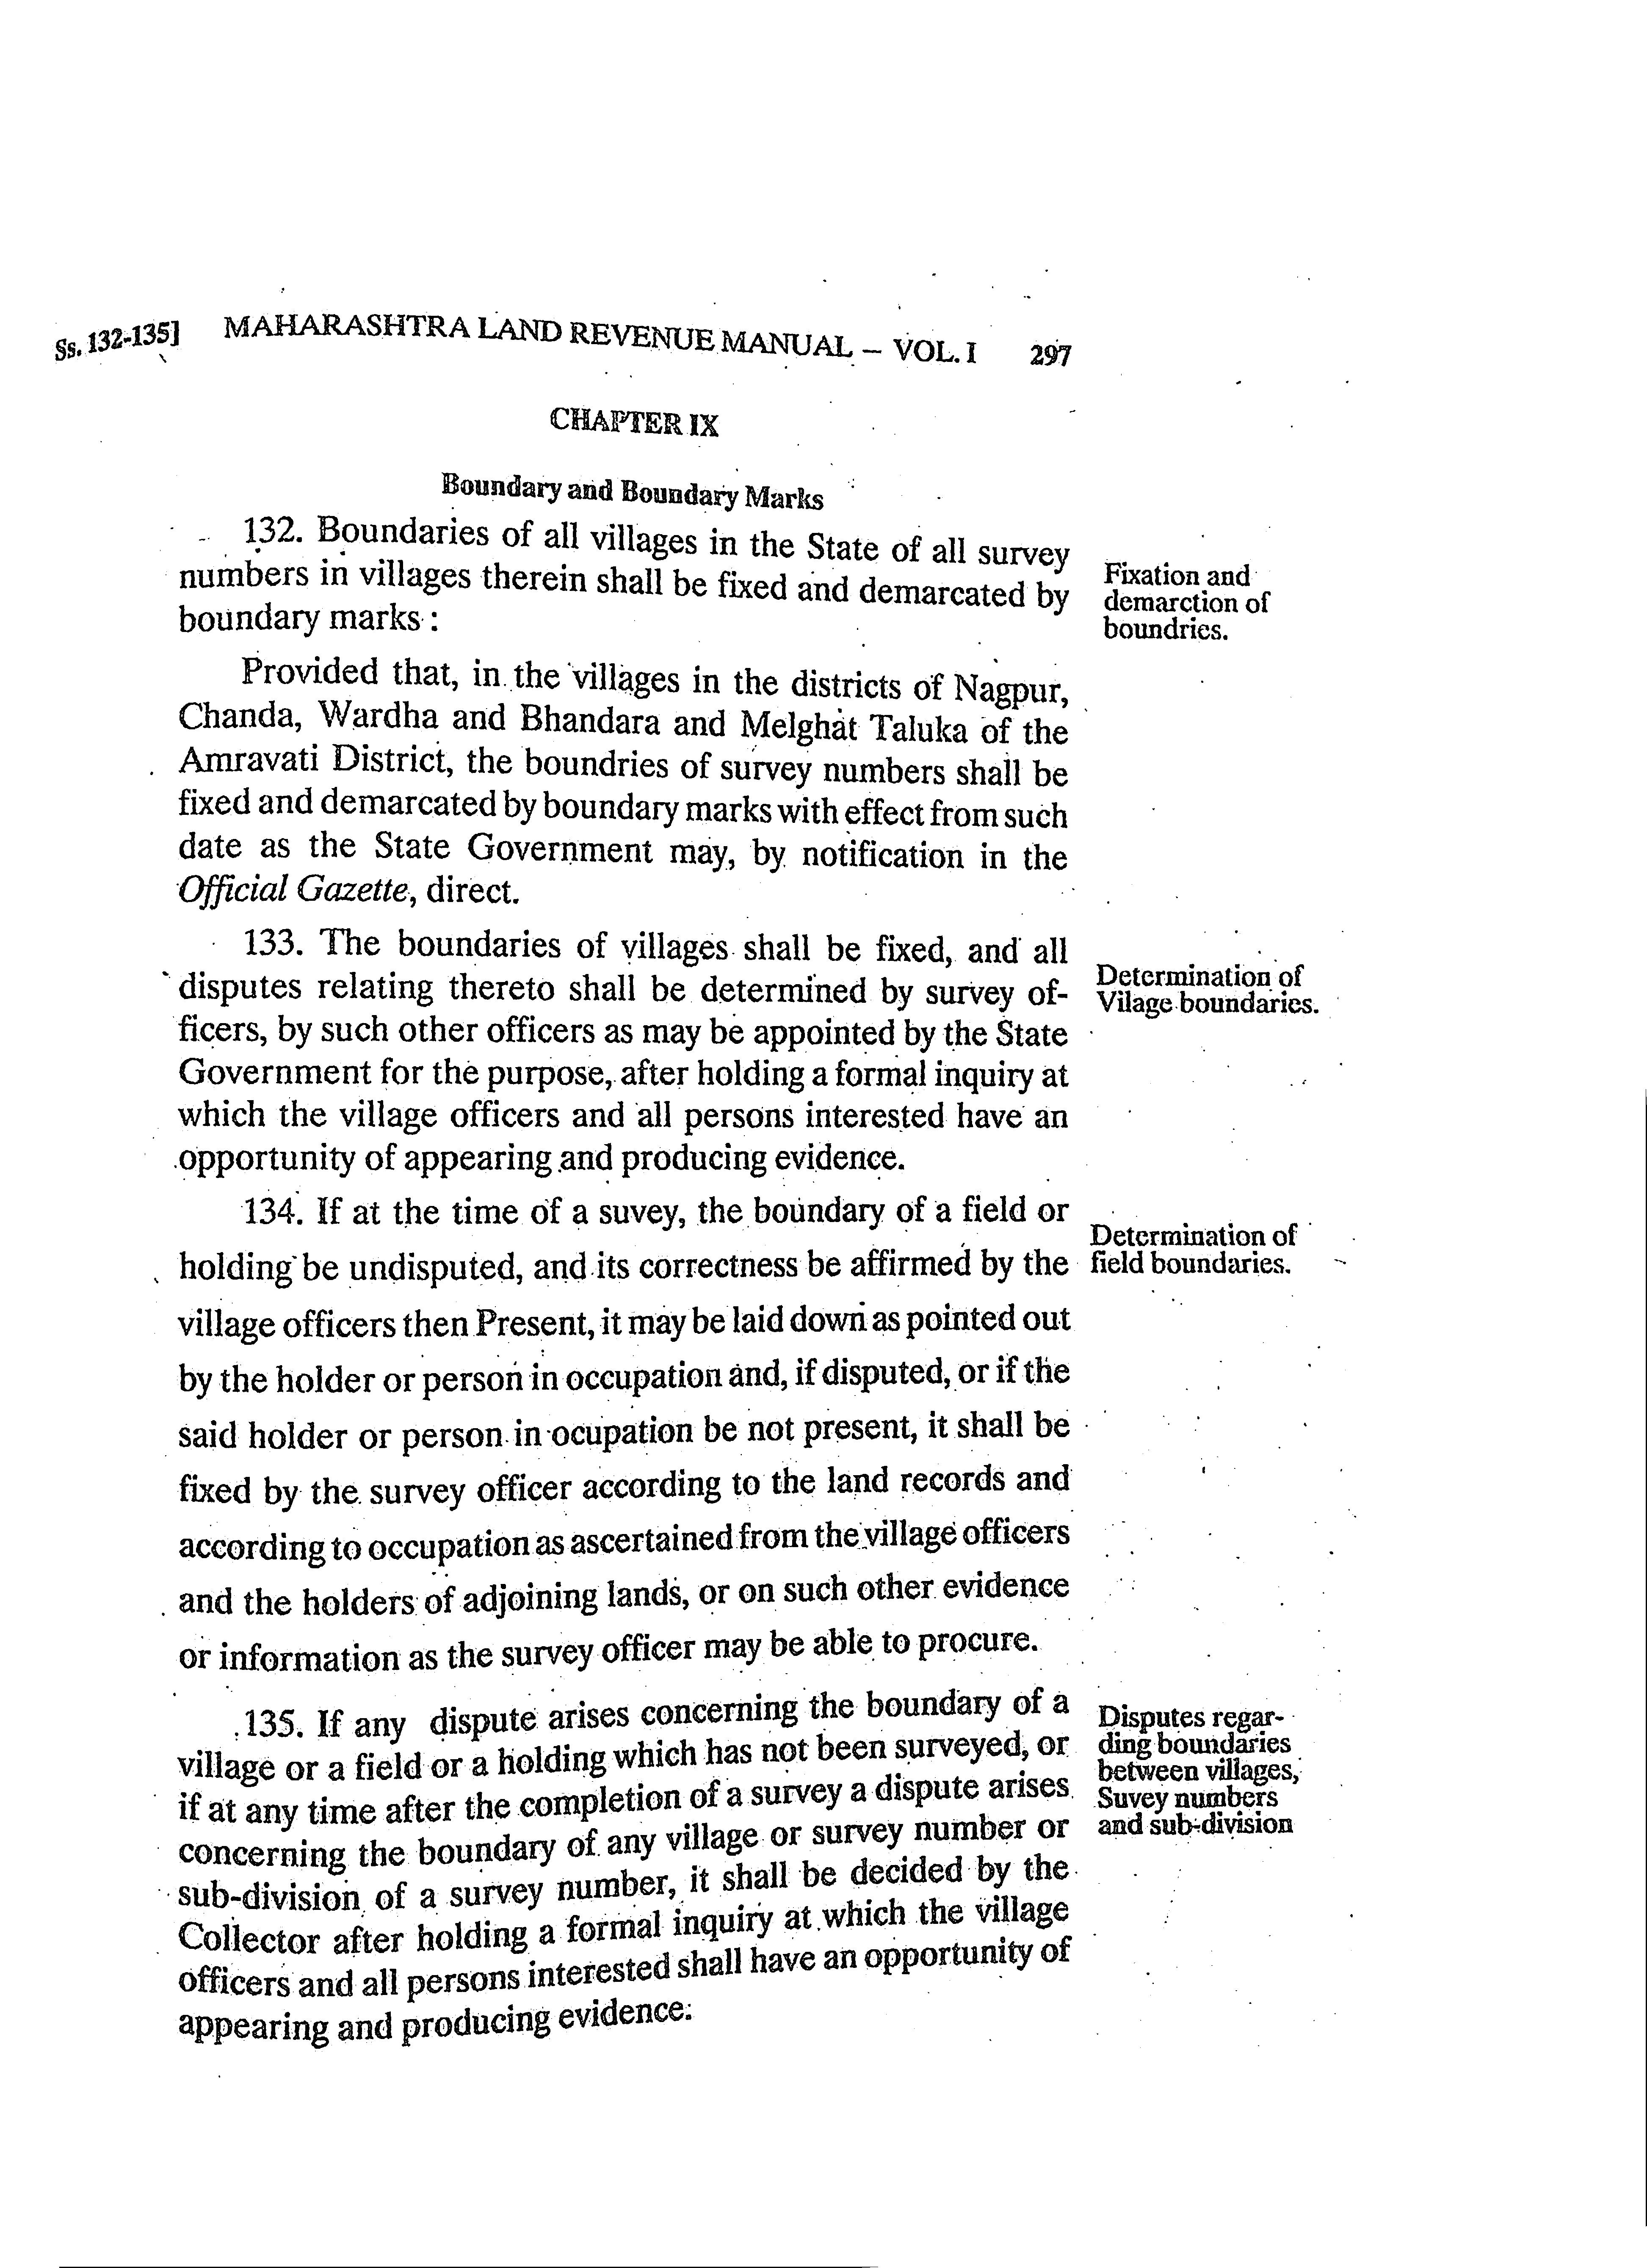 Ss. 132-135] MAHARASHTRA LAND REVENUE MANUAL – VOL. I 297
CHAPTER IX
Boundary and Boundary Marks
132. Boundaries of all villages in the State of all survey
numbers in villages therein shall be fixed and demarcated by
boundary marks :
Fixation and
demarction of
boundries.
Provided that, in the villages in the districts of Nagpur,
Chanda, Wardha and Bhandara and Melghat Taluka of the
Amravati District, the boundries of survey numbers shall be
fixed and demarcated by boundary marks with effect from such
date as the State Government may, by notification in the
Official Gazette, direct.
133. The boundaries of villages shall be fixed, and all
disputes relating thereto shall be determined by survey of-
ficers, by such other officers as may be appointed by the State
Government for the purpose, after holding a formal inquiry at
which the village officers and all persons interested have an
opportunity of appearing and producing evidence.
Determination of
Vilage boundaries.
134. If at the time of a suvey, the boundary of a field or
holding be undisputed, and its correctness be affirmed by the
village officers then Present, it may be laid down as pointed out
by the holder or person in occupation and, if disputed, or if the
said holder or person in ocupation be not present, it shall be
fixed by the survey officer according to the land records and
according to occupation as ascertained from the village officers
and the holders of adjoining lands, or on such other evidence
or information as the survey officer may be able to procure.
Determination of
field boundaries.
135. If any dispute arises concerning the boundary of a
village or a field or a holding which has not been surveyed, or
if at any time after the completion of a survey a dispute arises
concerning the boundary of any village or survey number or
sub-division of a survey number, it shall be decided by the
Collector after holding a formal inquiry at which the village
officers and all persons interested shall have an opportunity of
appearing and producing evidence.
Disputes regar-
ding boundaries
between villages,
Suvey numbers
and sub-division